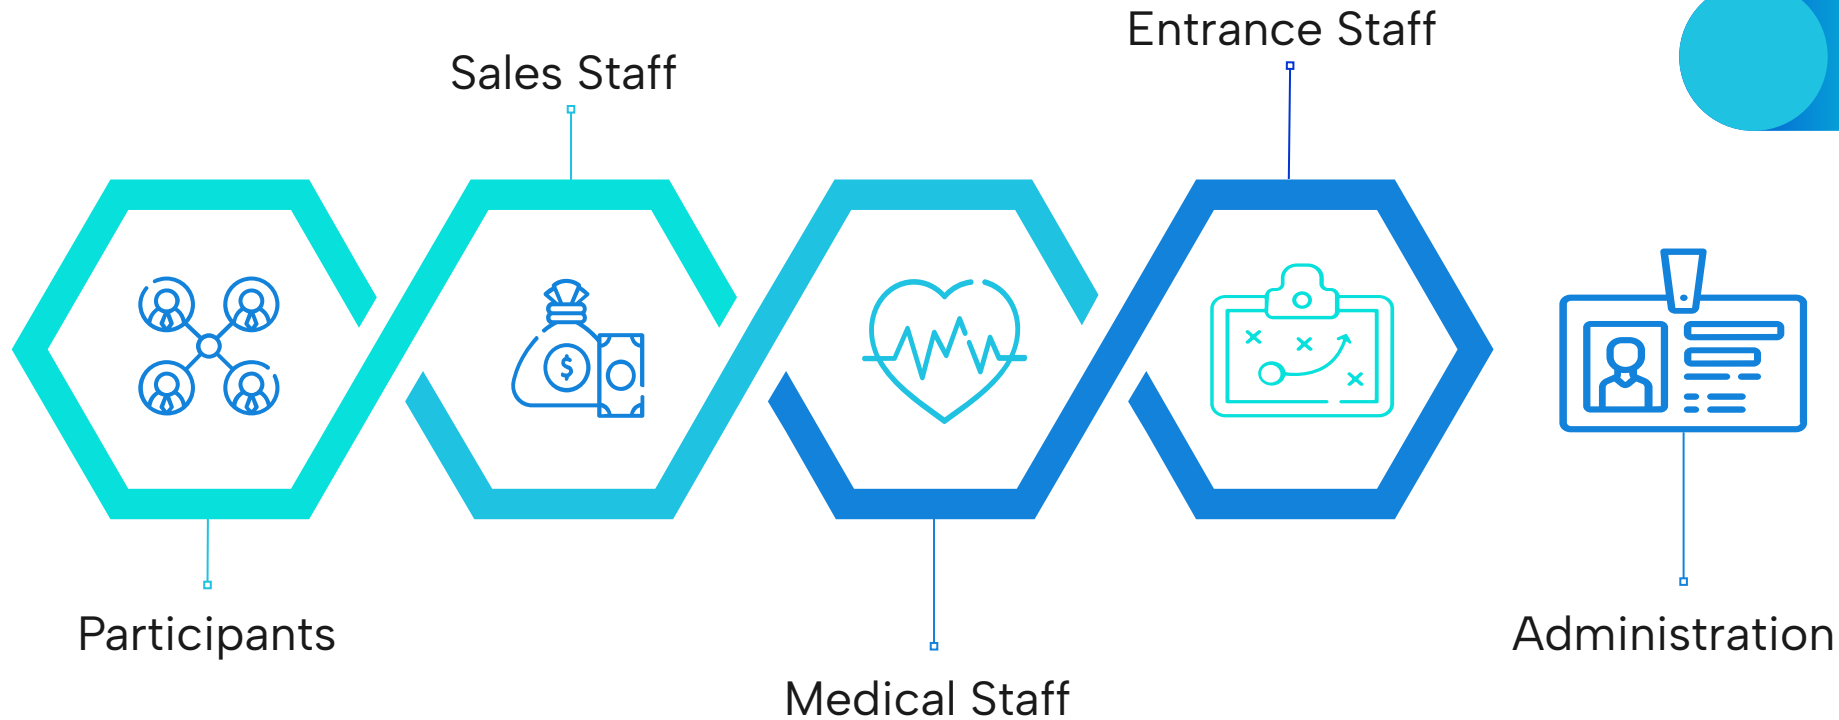 Entrance Staff
Sales Staff
$
Participants
Administration
Medical Staff